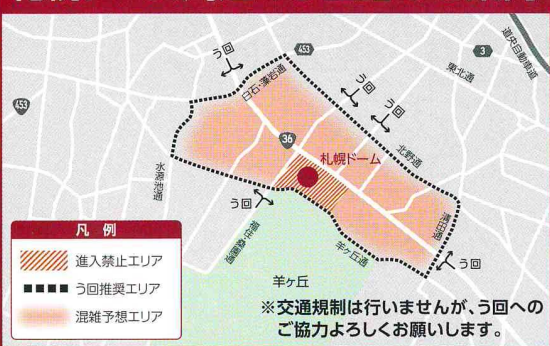 う回
453
3
道央自動車道
東北通
白石・藻岩通
う回
う回
453
36
札幌ドーム
北野通
水源池通
う回
福住・桑園通
清田通
羊ヶ丘通
う回
凡例
進入禁止エリア
う回推奨エリア
混雑予想エリア
羊ヶ丘
※交通規制は行いませんが、う回への
ご協力よろしくお願いします。